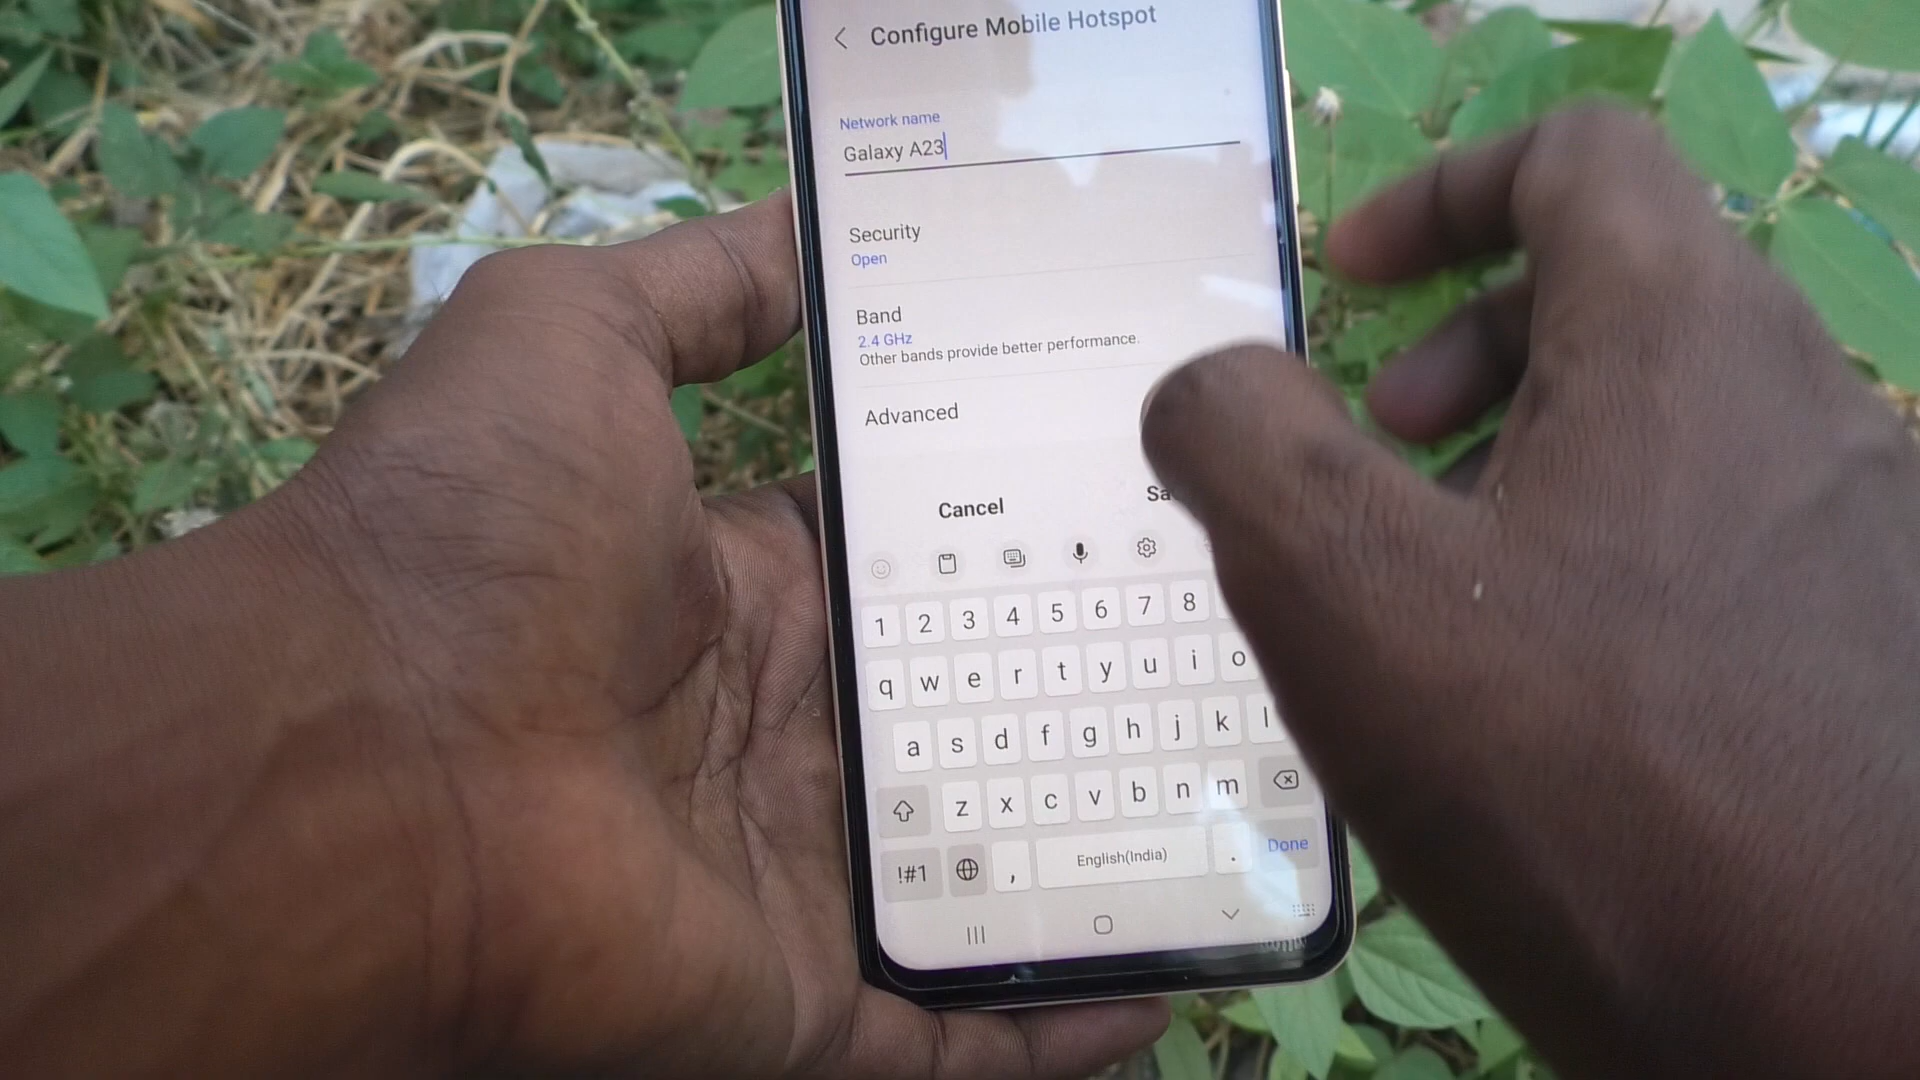 Configure Mobile Hotspot
Network name
Galaxy A23
Security
Open
Band
2.4 GHz
Other bands provide better performance.
Advanced
Cancel
1 2 3 4 5 6 7 8
q w e r t y u i o
a s d f g h j k l
z x c v b n m
!#1 , English(India) . Done